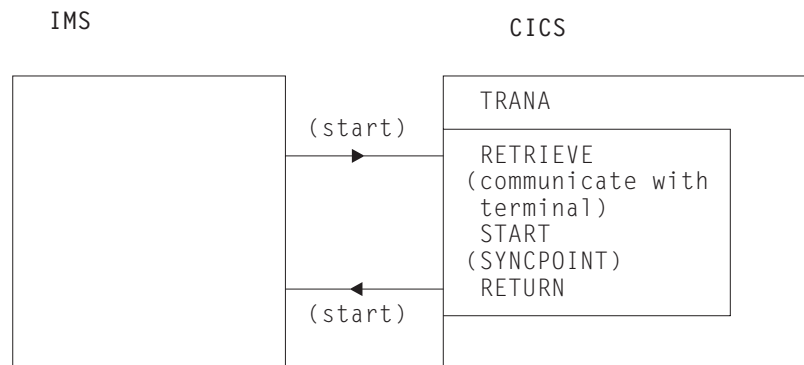 IMS
CICS
TRANA
(start)
RETRIEVE
(communicate with
terminal)
START
(SYNCPOINT)
RETURN
(start)